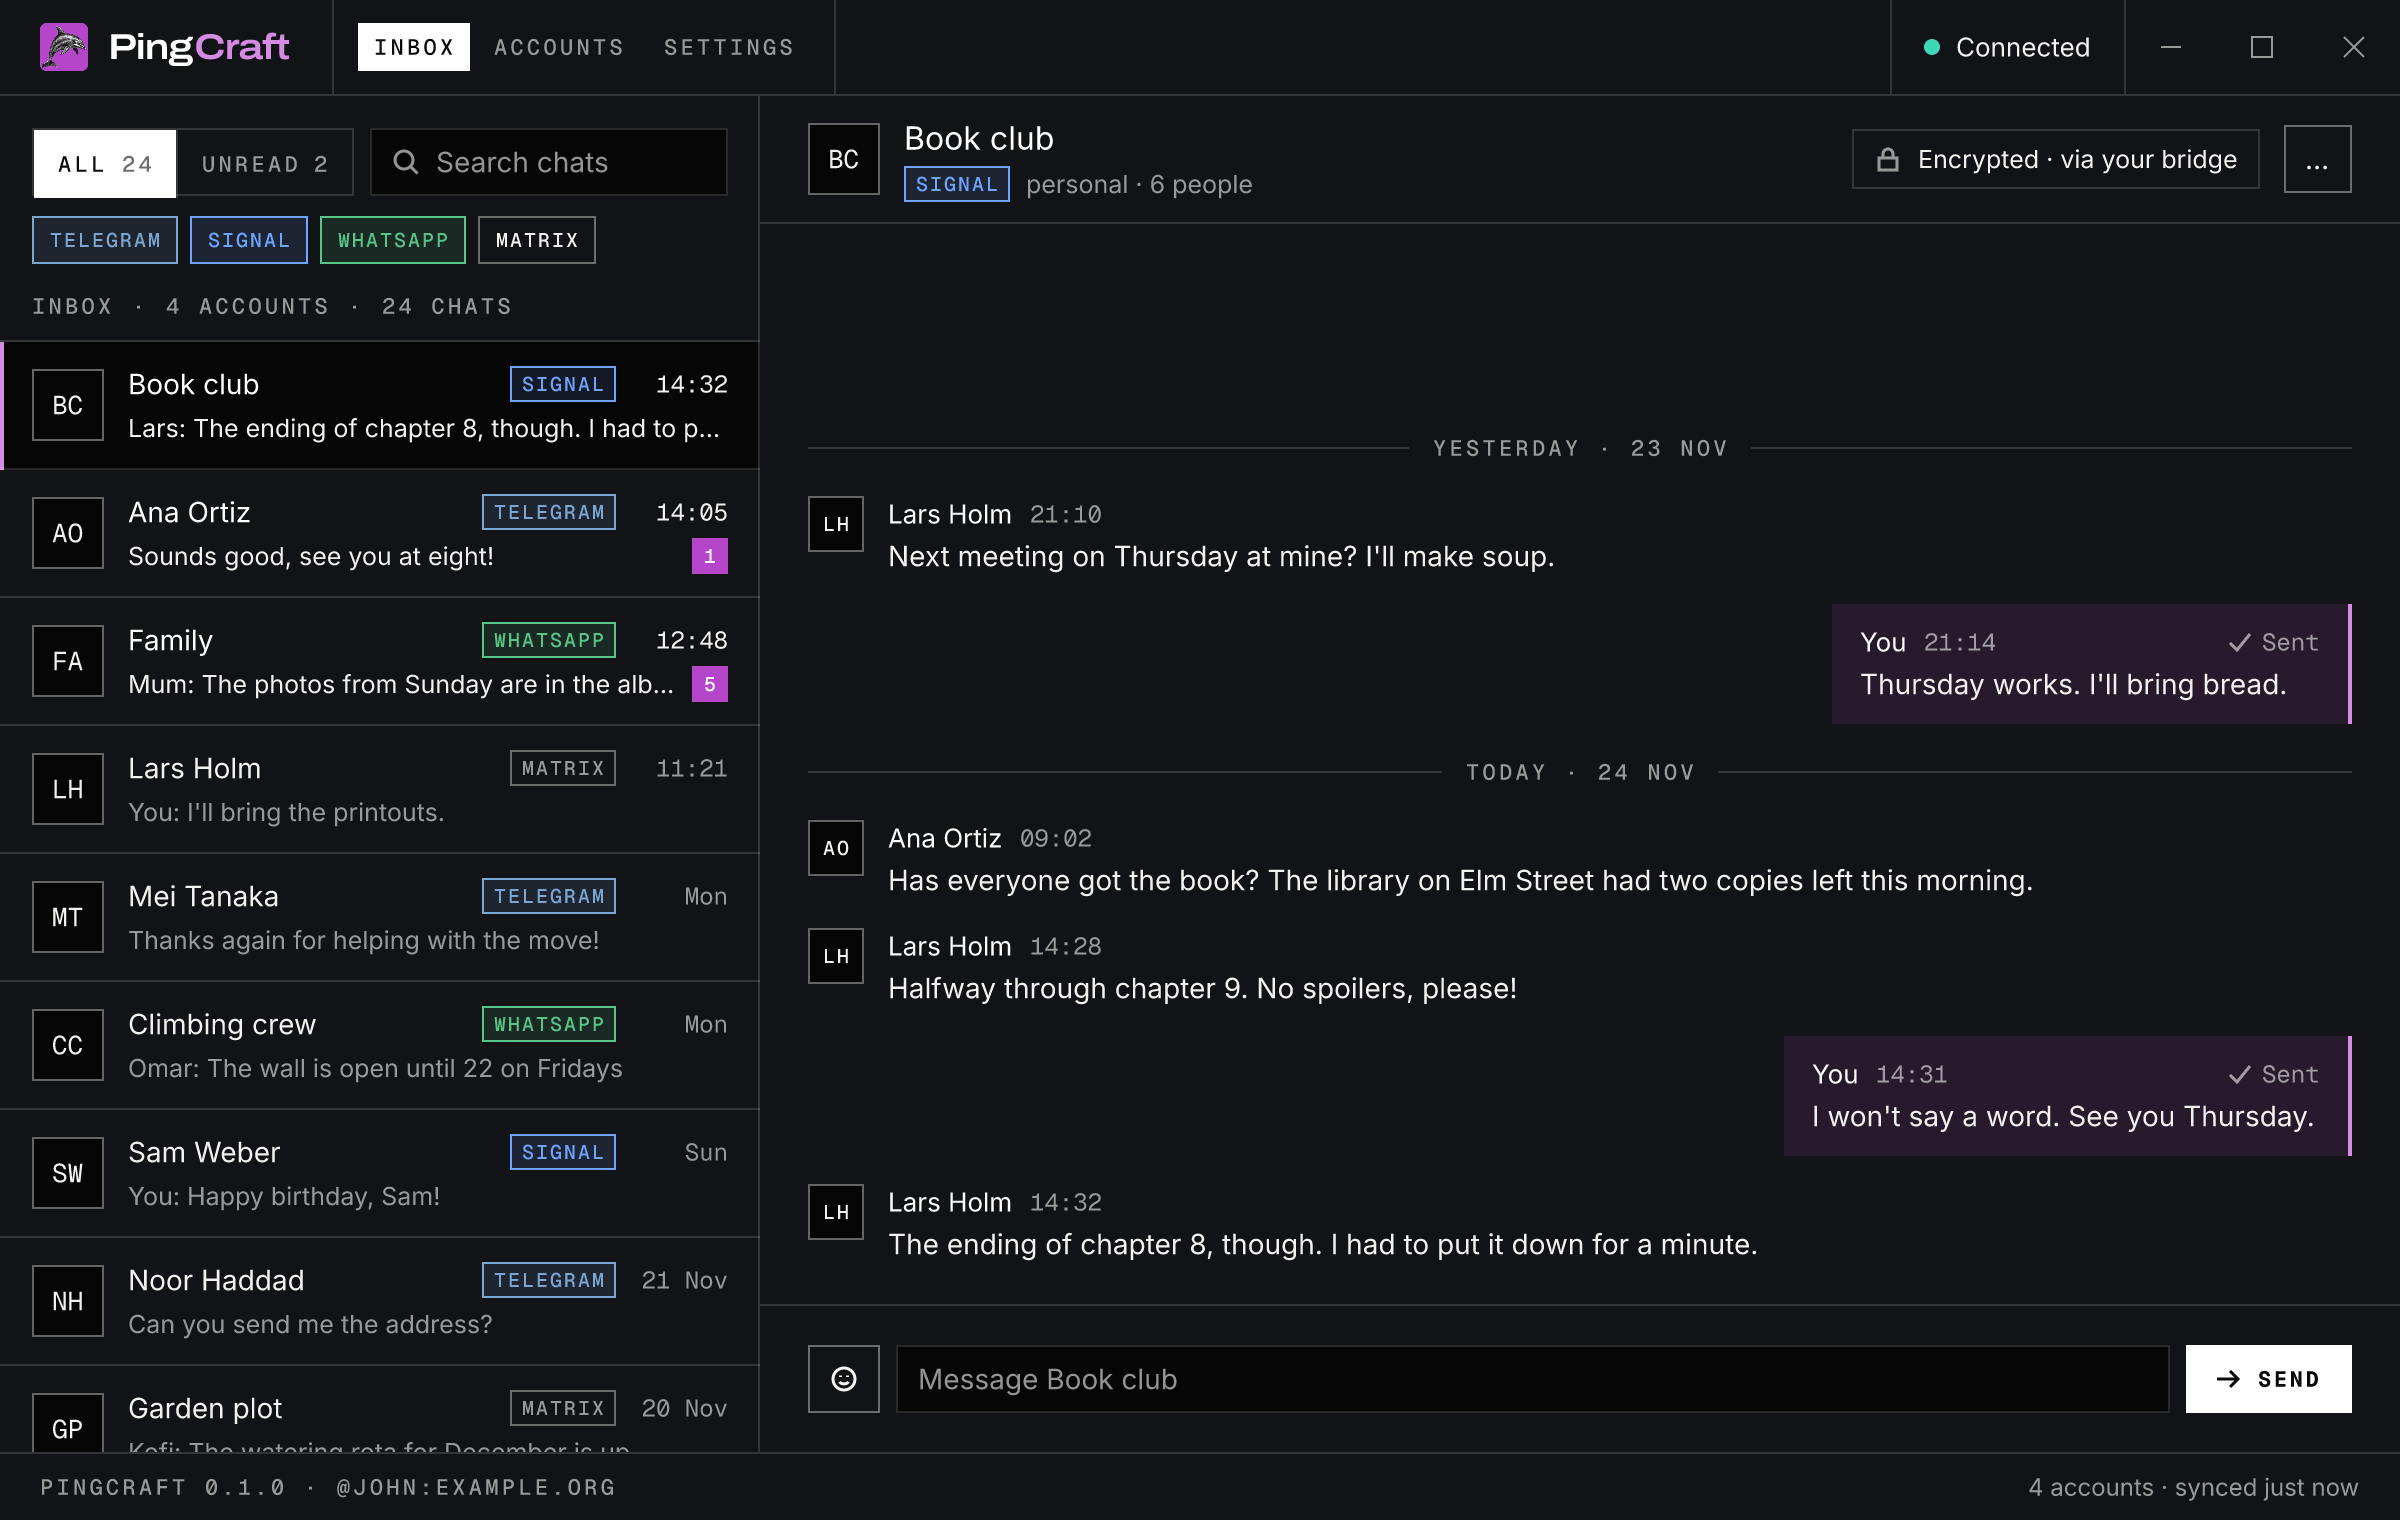 PingCraft
INBOX ACCOUNTS SETTINGS
Connected
ALL 24 UNREAD 2
Search chats
TELEGRAM SIGNAL WHATSAPP MATRIX
INBOX · 4 ACCOUNTS · 24 CHATS
BC Book club SIGNAL 14:32
Lars: The ending of chapter 8, though. I had to p...
AO Ana Ortiz TELEGRAM 14:05
Sounds good, see you at eight! 1
FA Family WHATSAPP 12:48
Mum: The photos from Sunday are in the alb... 5
LH Lars Holm MATRIX 11:21
You: I'll bring the printouts.
MT Mei Tanaka TELEGRAM Mon
Thanks again for helping with the move!
CC Climbing crew WHATSAPP Mon
Omar: The wall is open until 22 on Fridays
SW Sam Weber SIGNAL Sun
You: Happy birthday, Sam!
NH Noor Haddad TELEGRAM 21 Nov
Can you send me the address?
GP Garden plot MATRIX 20 Nov
Kofi: The watering rota for December is up
BC Book club
SIGNAL personal · 6 people
Encrypted · via your bridge
...
YESTERDAY · 23 NOV
LH Lars Holm 21:10
Next meeting on Thursday at mine? I'll make soup.
You 21:14 Sent
Thursday works. I'll bring bread.
TODAY · 24 NOV
AO Ana Ortiz 09:02
Has everyone got the book? The library on Elm Street had two copies left this morning.
LH Lars Holm 14:28
Halfway through chapter 9. No spoilers, please!
You 14:31 Sent
I won't say a word. See you Thursday.
LH Lars Holm 14:32
The ending of chapter 8, though. I had to put it down for a minute.
Message Book club
SEND
PINGCRAFT 0.1.0 · @JOHN:EXAMPLE.ORG
4 accounts · synced just now